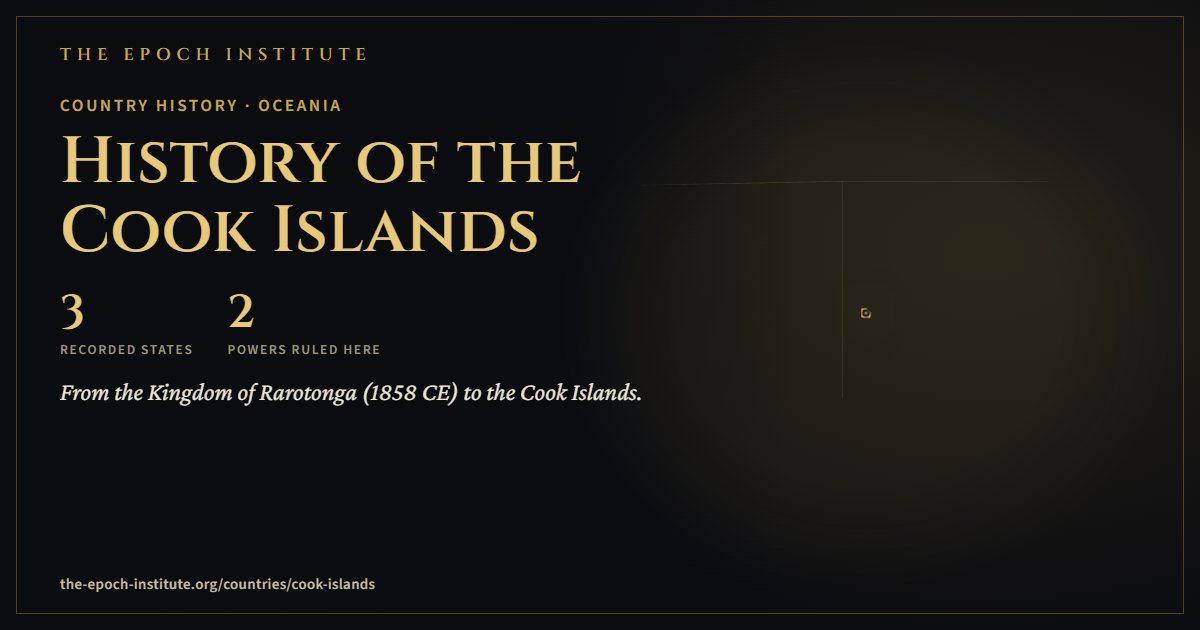 THE EPOCH INSTITUTE
COUNTRY HISTORY · OCEANIA
History of the
Cook Islands
3
2
RECORDED STATES
POWERS RULED HERE
From the Kingdom of Rarotonga (1858 CE) to the Cook Islands.
the-epoch-institute.org/countries/cook-islands